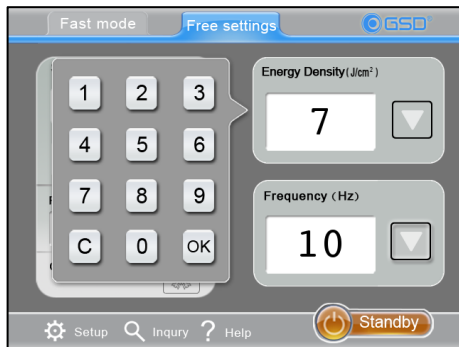 Fast mode
Free settings
GSD®
1 2 3
4 5 6
7 8 9
C 0 OK
Energy Density(J/cm²)
7
Frequency (Hz)
10
Setup
Inqury
? Help
Standby